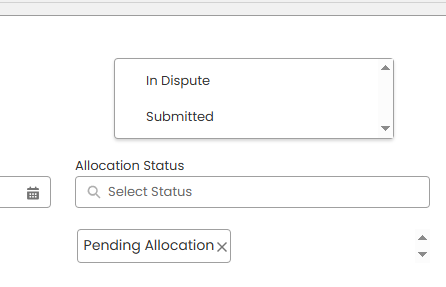 In Dispute
Submitted
Allocation Status
Select Status
Pending Allocation